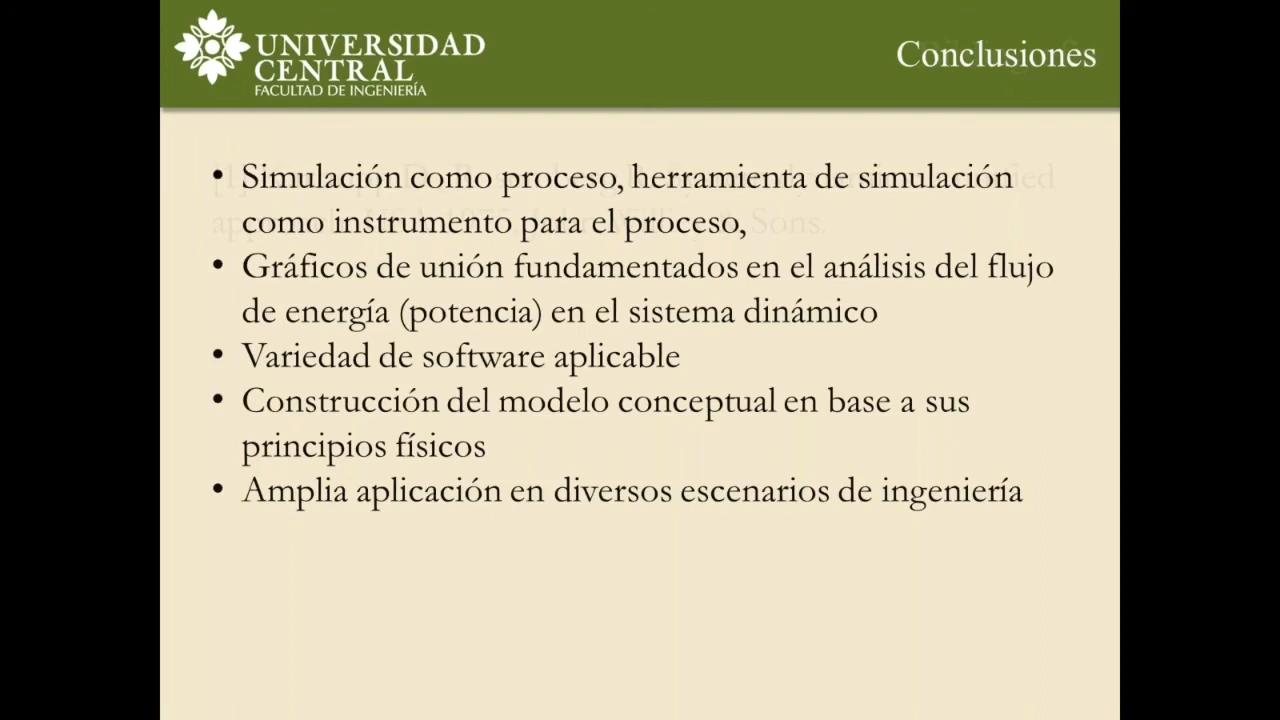 UNIVERSIDAD
CENTRAL
FACULTAD DE INGENIERÍA
Conclusiones
• Simulación como proceso, herramienta de simulación
como instrumento para el proceso,
• Gráficos de unión fundamentados en el análisis del flujo
de energía (potencia) en el sistema dinámico
• Variedad de software aplicable
• Construcción del modelo conceptual en base a sus
principios físicos
• Amplia aplicación en diversos escenarios de ingeniería